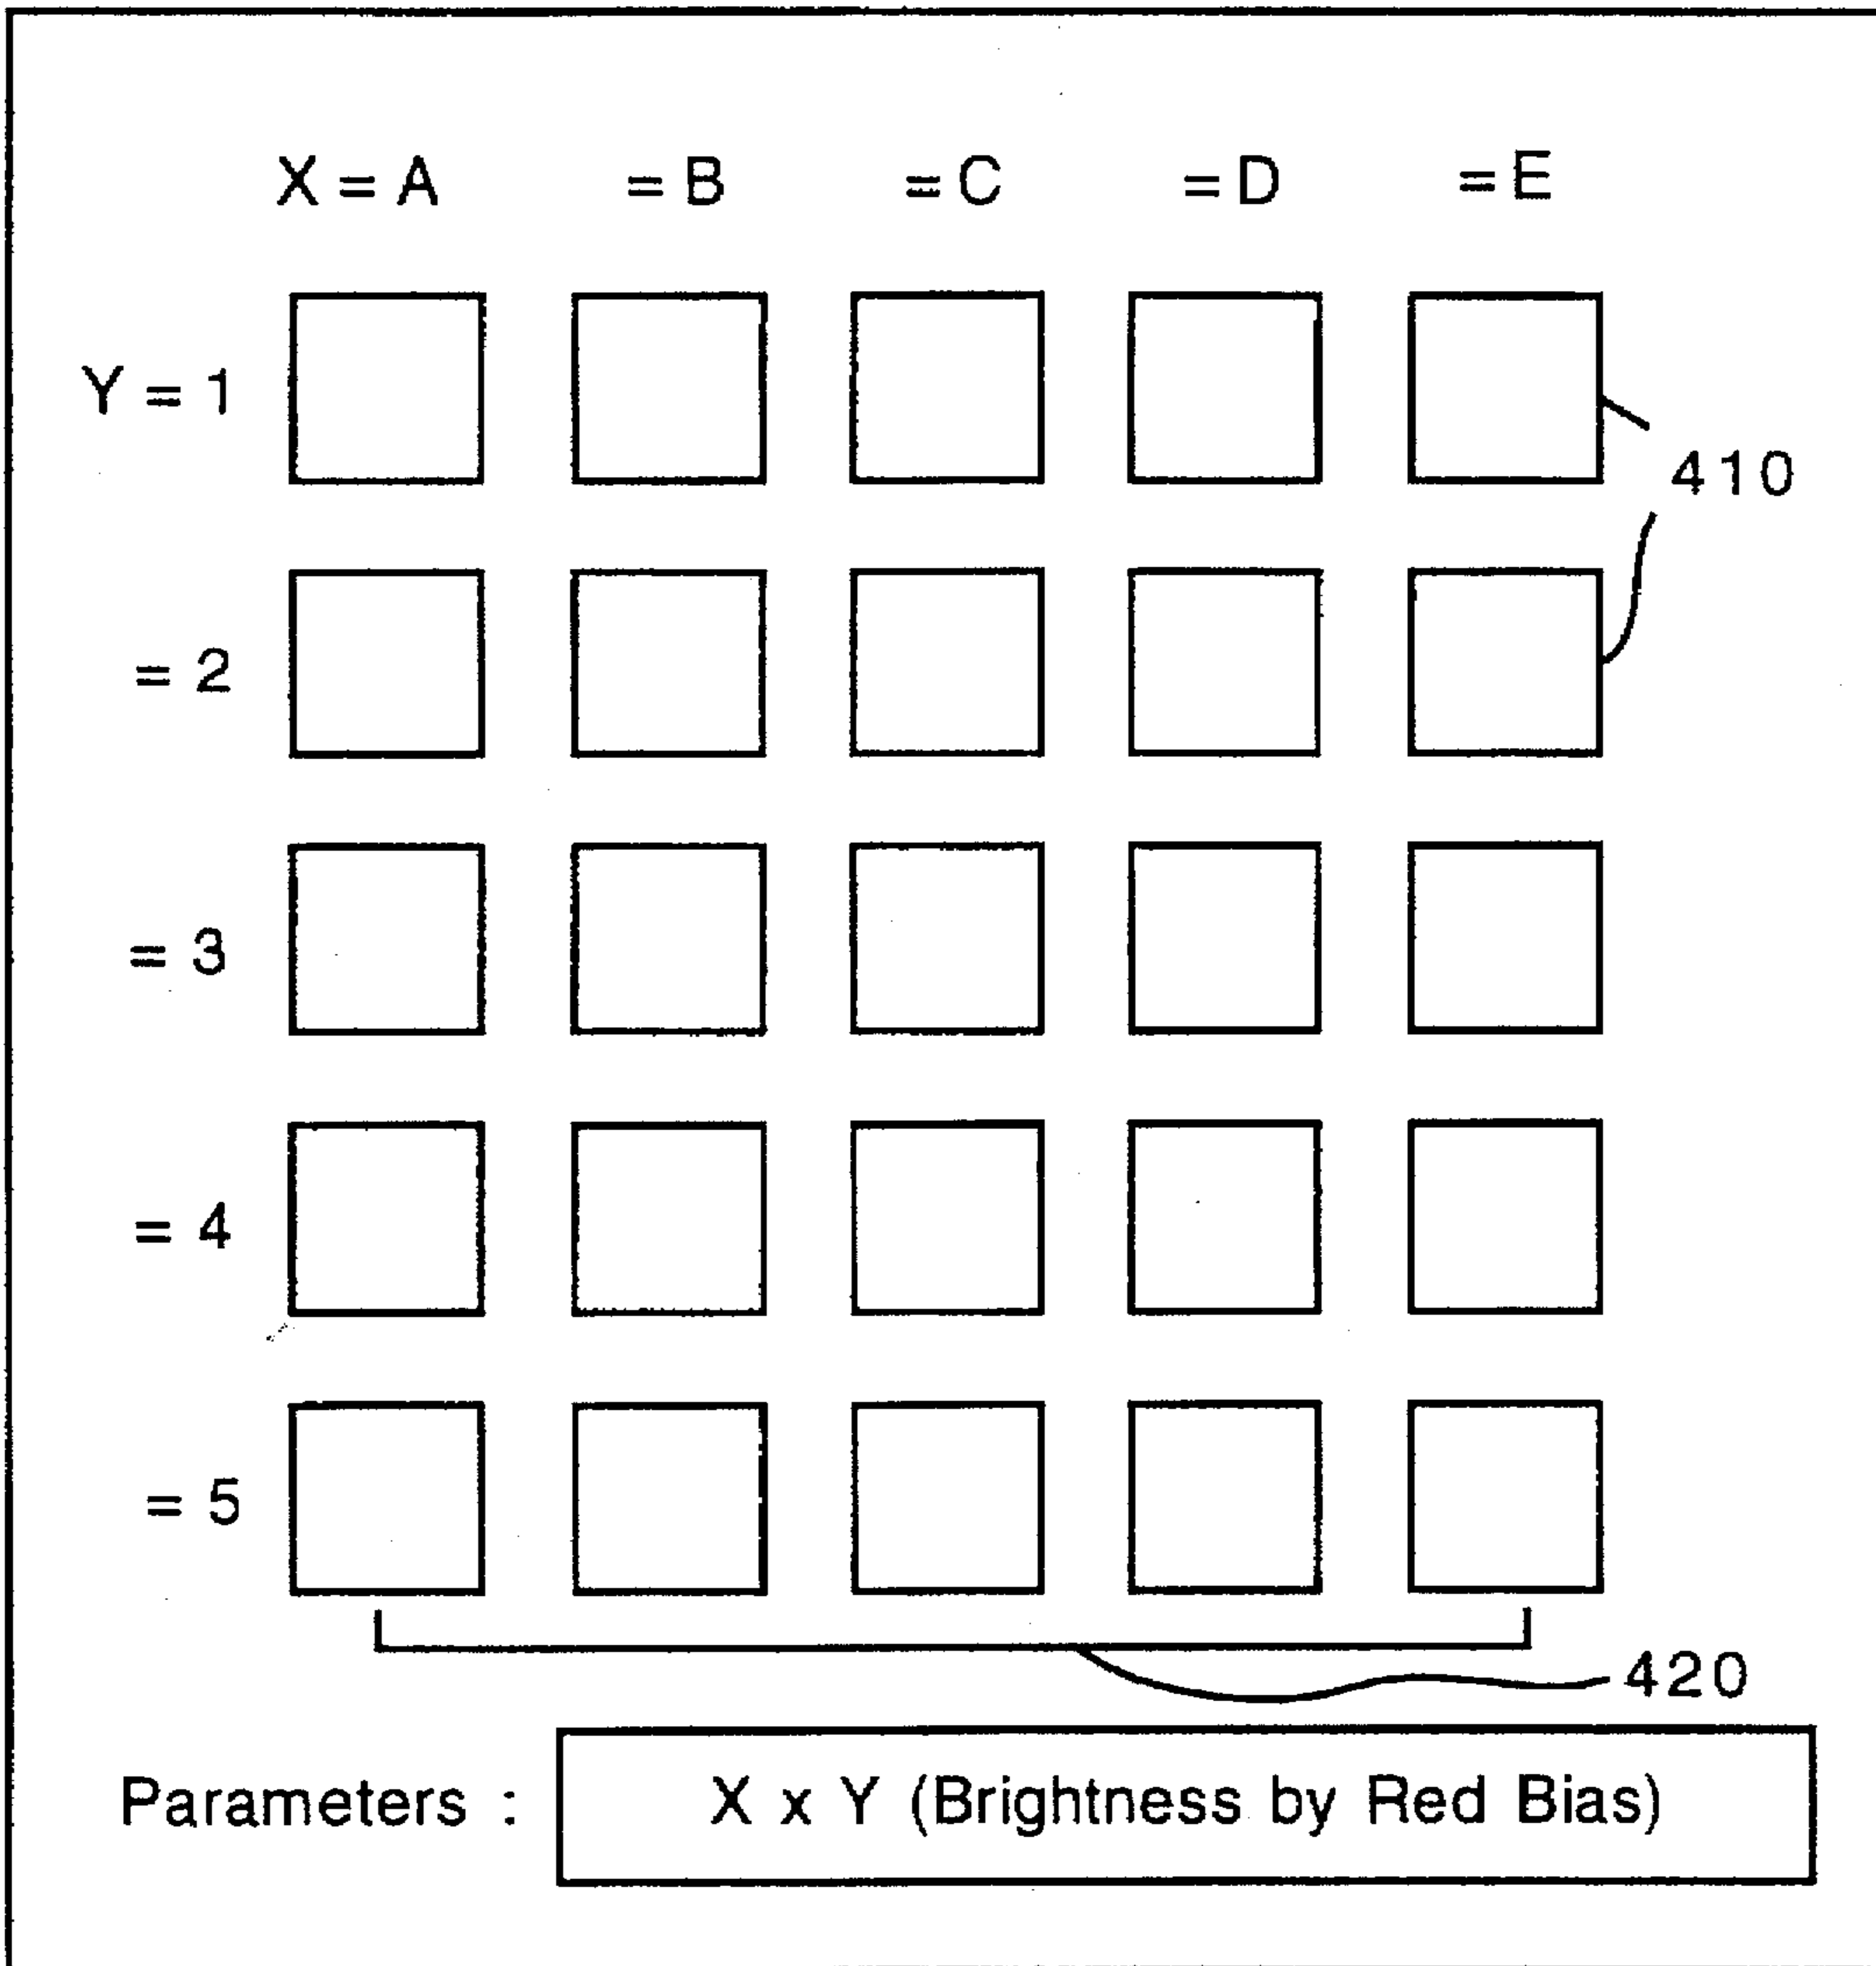 X = A = B = C = D = E
Y = 1
410
= 2
= 3
= 4
= 5
420
Parameters : X x Y (Brightness by Red Bias)